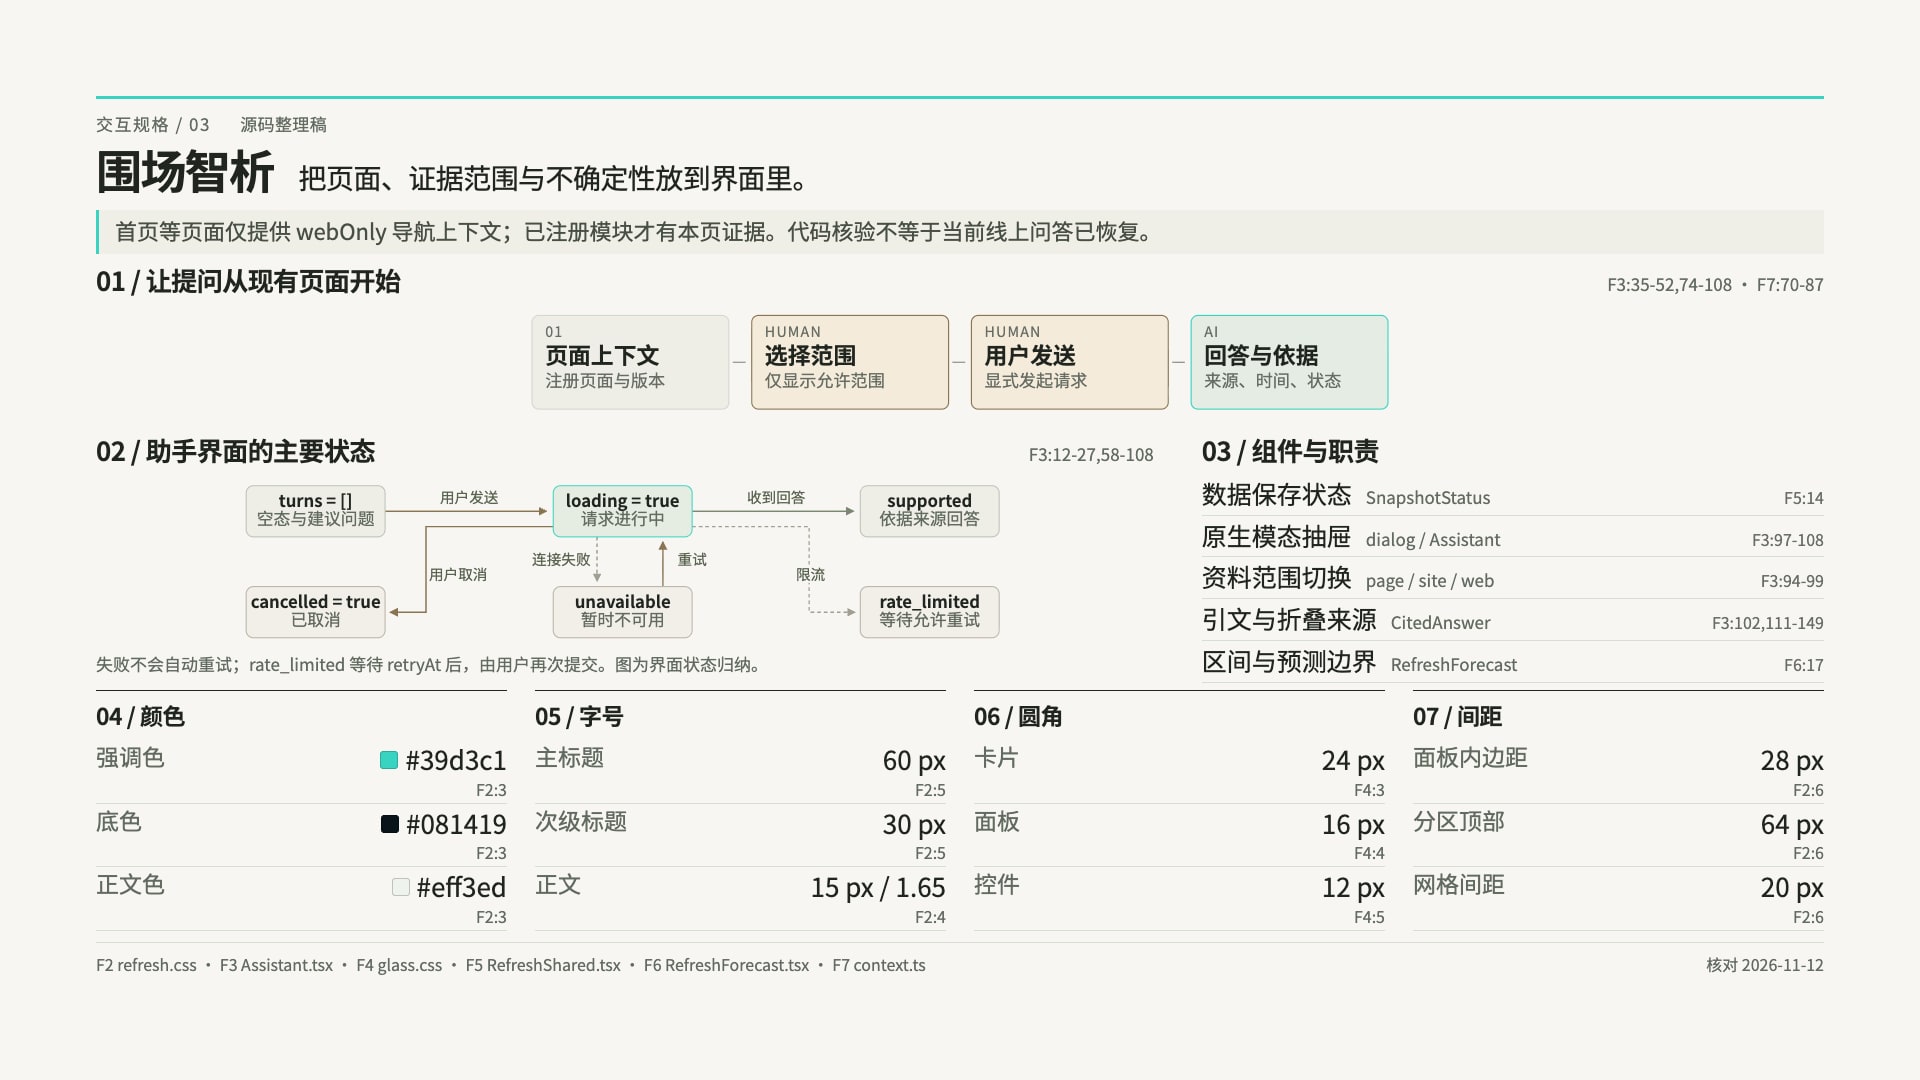 交互规格 / 03 源码整理稿
围场智析 把页面、证据范围与不确定性放到界面里。
首页等页面仅提供 webOnly 导航上下文；已注册模块才有本页证据。代码核验不等于当前线上问答已恢复。
01 / 让提问从现有页面开始
F3:35-52,74-108 · F7:70-87
01
页面上下文
注册页面与版本
HUMAN
选择范围
仅显示允许范围
HUMAN
用户发送
显式发起请求
AI
回答与依据
来源、时间、状态
02 / 助手界面的主要状态
F3:12-27,58-108
turns = []
空态与建议问题
用户发送
loading = true
请求进行中
收到回答
supported
依据来源回答
用户取消
连接失败
重试
限流
cancelled = true
已取消
unavailable
暂时不可用
rate_limited
等待允许重试
失败不会自动重试；rate_limited 等待 retryAt 后，由用户再次提交。图为界面状态归纳。
03 / 组件与职责
数据保存状态 SnapshotStatus F5:14
原生模态抽屉 dialog / Assistant F3:97-108
资料范围切换 page / site / web F3:94-99
引文与折叠来源 CitedAnswer F3:102,111-149
区间与预测边界 RefreshForecast F6:17
04 / 颜色
强调色 #39d3c1
F2:3
底色 #081419
F2:3
正文色 #eff3ed
F2:3
05 / 字号
主标题 60 px
F2:5
次级标题 30 px
F2:5
正文 15 px / 1.65
F2:4
06 / 圆角
卡片 24 px
F4:3
面板 16 px
F4:4
控件 12 px
F4:5
07 / 间距
面板内边距 28 px
F2:6
分区顶部 64 px
F2:6
网格间距 20 px
F2:6
F2 refresh.css · F3 Assistant.tsx · F4 glass.css · F5 RefreshShared.tsx · F6 RefreshForecast.tsx · F7 context.ts
核对 2026-11-12